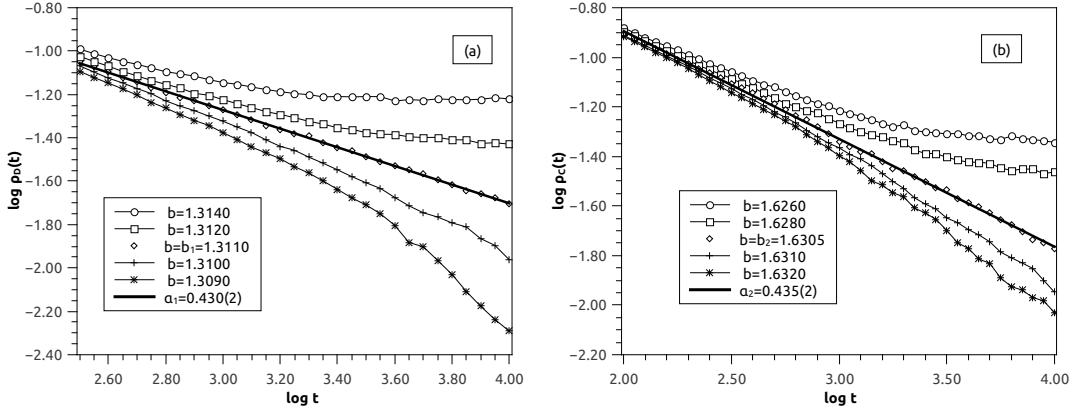 −0.80
−1.00
−1.20
−1.40
−1.60
−1.80
−2.00
−2.20
−2.40
2.60
2.80
3.00
3.20
3.40
3.60
3.80
4.00
log ρD(t)
log t
(a)
b=1.3140
b=1.3120
b=b₁=1.3110
b=1.3100
b=1.3090
α₁=0.430(2)
−0.80
−1.00
−1.20
−1.40
−1.60
−1.80
−2.00
−2.20
2.00
2.50
3.00
3.50
4.00
log ρC(t)
log t
(b)
b=1.6260
b=1.6280
b=b₂=1.6305
b=1.6310
b=1.6320
α₂=0.435(2)